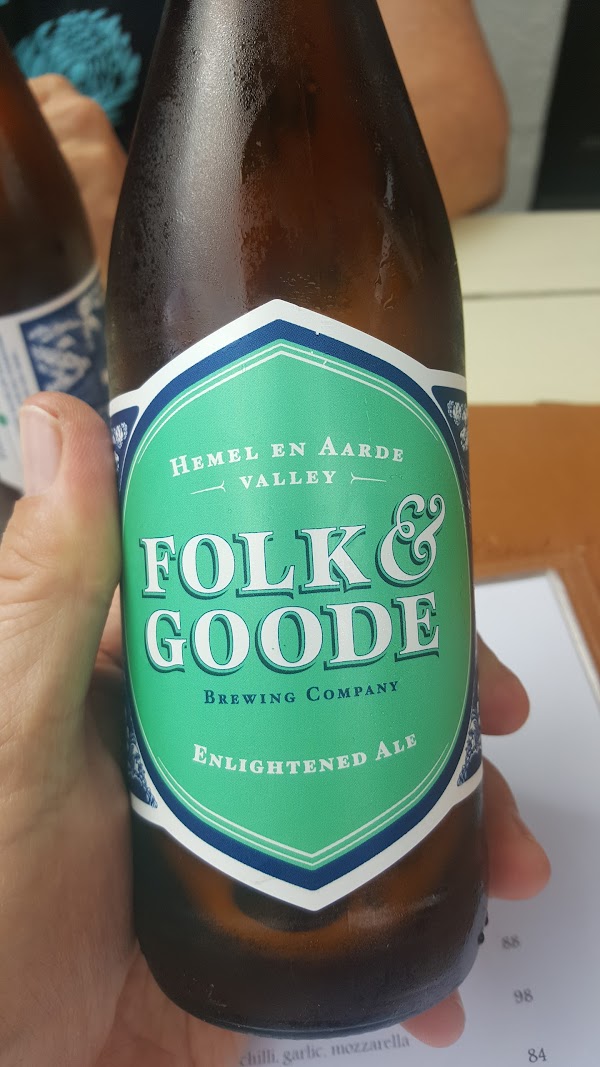 HEMEL EN AARDE
VALLEY
FOLK &
GOODE
BREWING COMPANY
ENLIGHTENED ALE
88
98
chilli, garlic, mozzarella
84